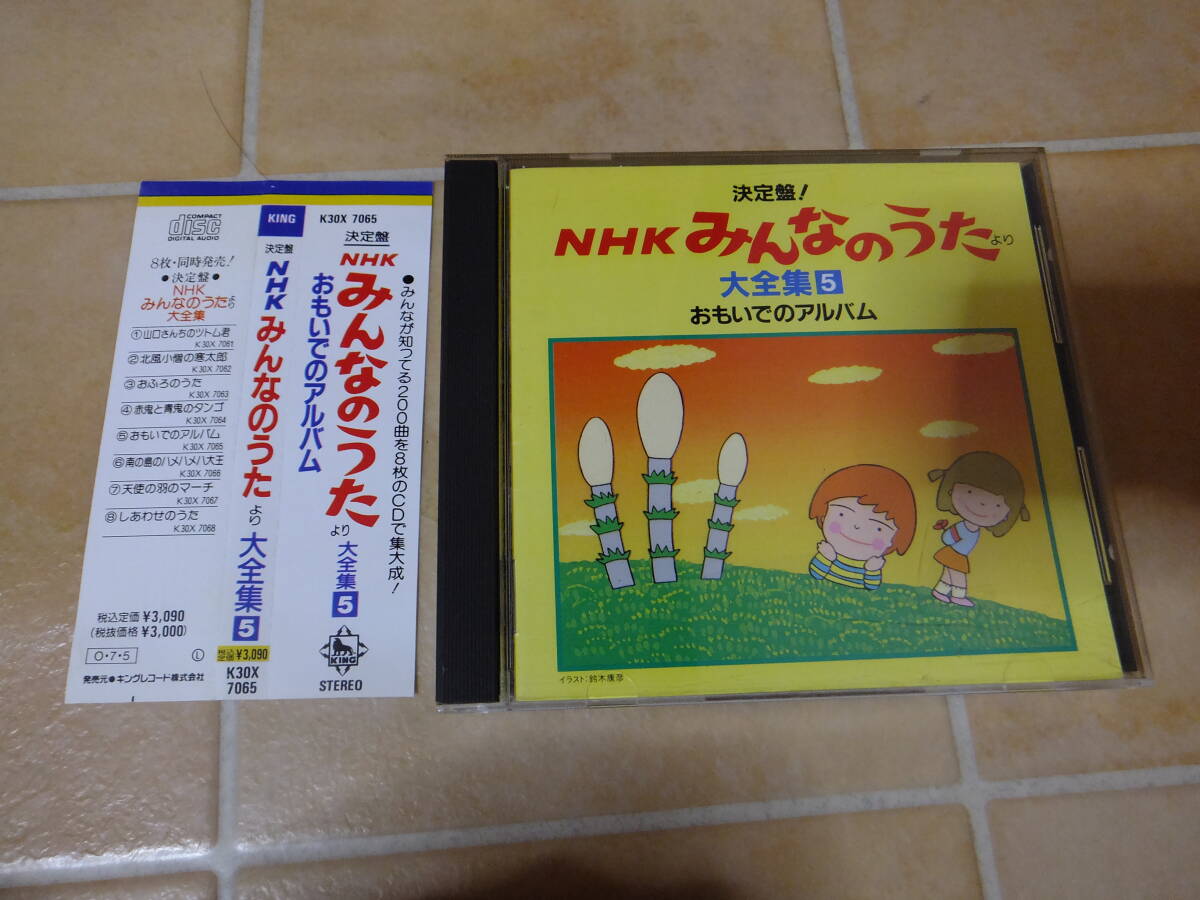 COMPACT
disc
DIGITAL AUDIO
8枚・同時発売!
●決定盤●
NHK
みんなのうたより
大全集
①山口さんちのツトム君
K30X 7061
②北風小僧の寒太郎
K30X 7062
③おふろのうた
K30X 7063
④赤鬼と青鬼のタンゴ
K30X 7064
⑤おもいでのアルバム
K30X 7065
⑥南の島のハメハメハ大王
K30X 7066
⑦天使の羽のマーチ
K30X 7067
⑧しあわせのうた
K30X 7068
税込定価¥3,090
(税抜価格¥3,000)
O・7・5
Ⓛ
発売元●キングレコード株式会社
KING
決定盤
NHKみんなのうたより・大全集5
税込定価¥3,090
K30X
7065
K30X 7065
決定盤
●みんなが知ってる200曲を8枚のCDで集大成!
NHKみんなのうたより大全集5
おもいでのアルバム
KING
STEREO
決定盤!
NHKみんなのうたより
大全集5
おもいでのアルバム
イラスト:鈴木康彦